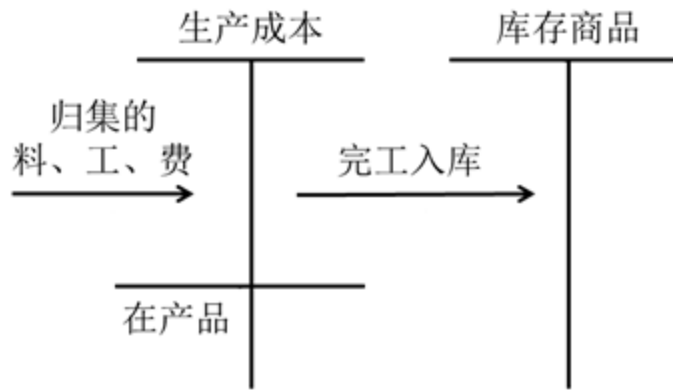 生产成本
库存商品
归集的
料、工、费
完工入库
在产品